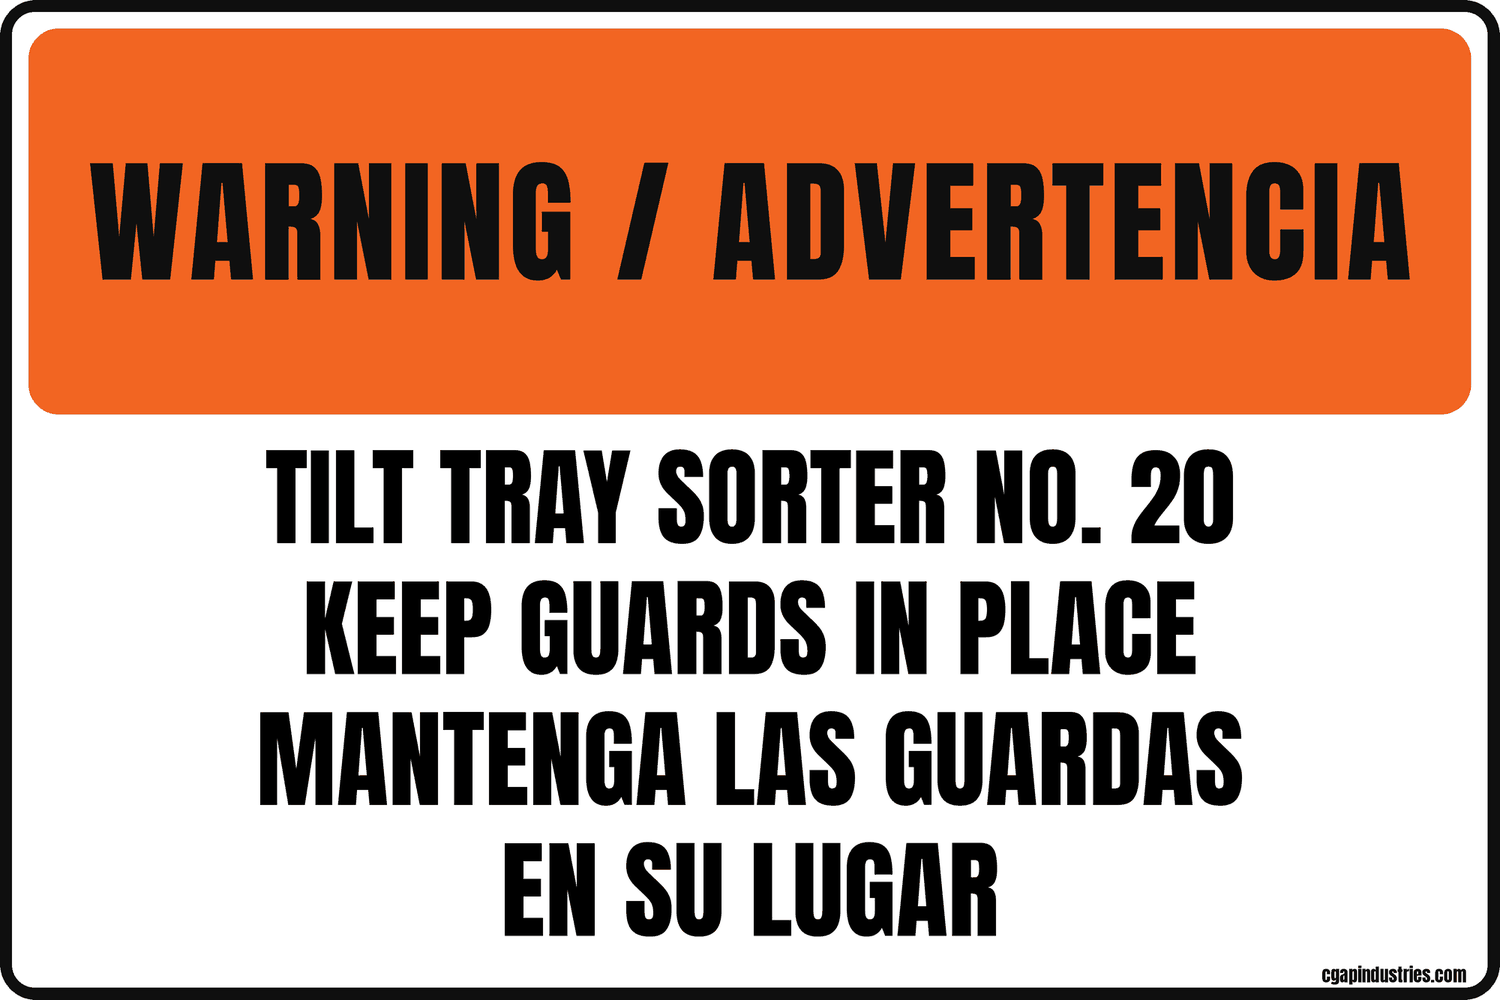 WARNING / ADVERTENCIA
TILT TRAY SORTER NO. 20
KEEP GUARDS IN PLACE
MANTENGA LAS GUARDAS
EN SU LUGAR
cgapindustries.com